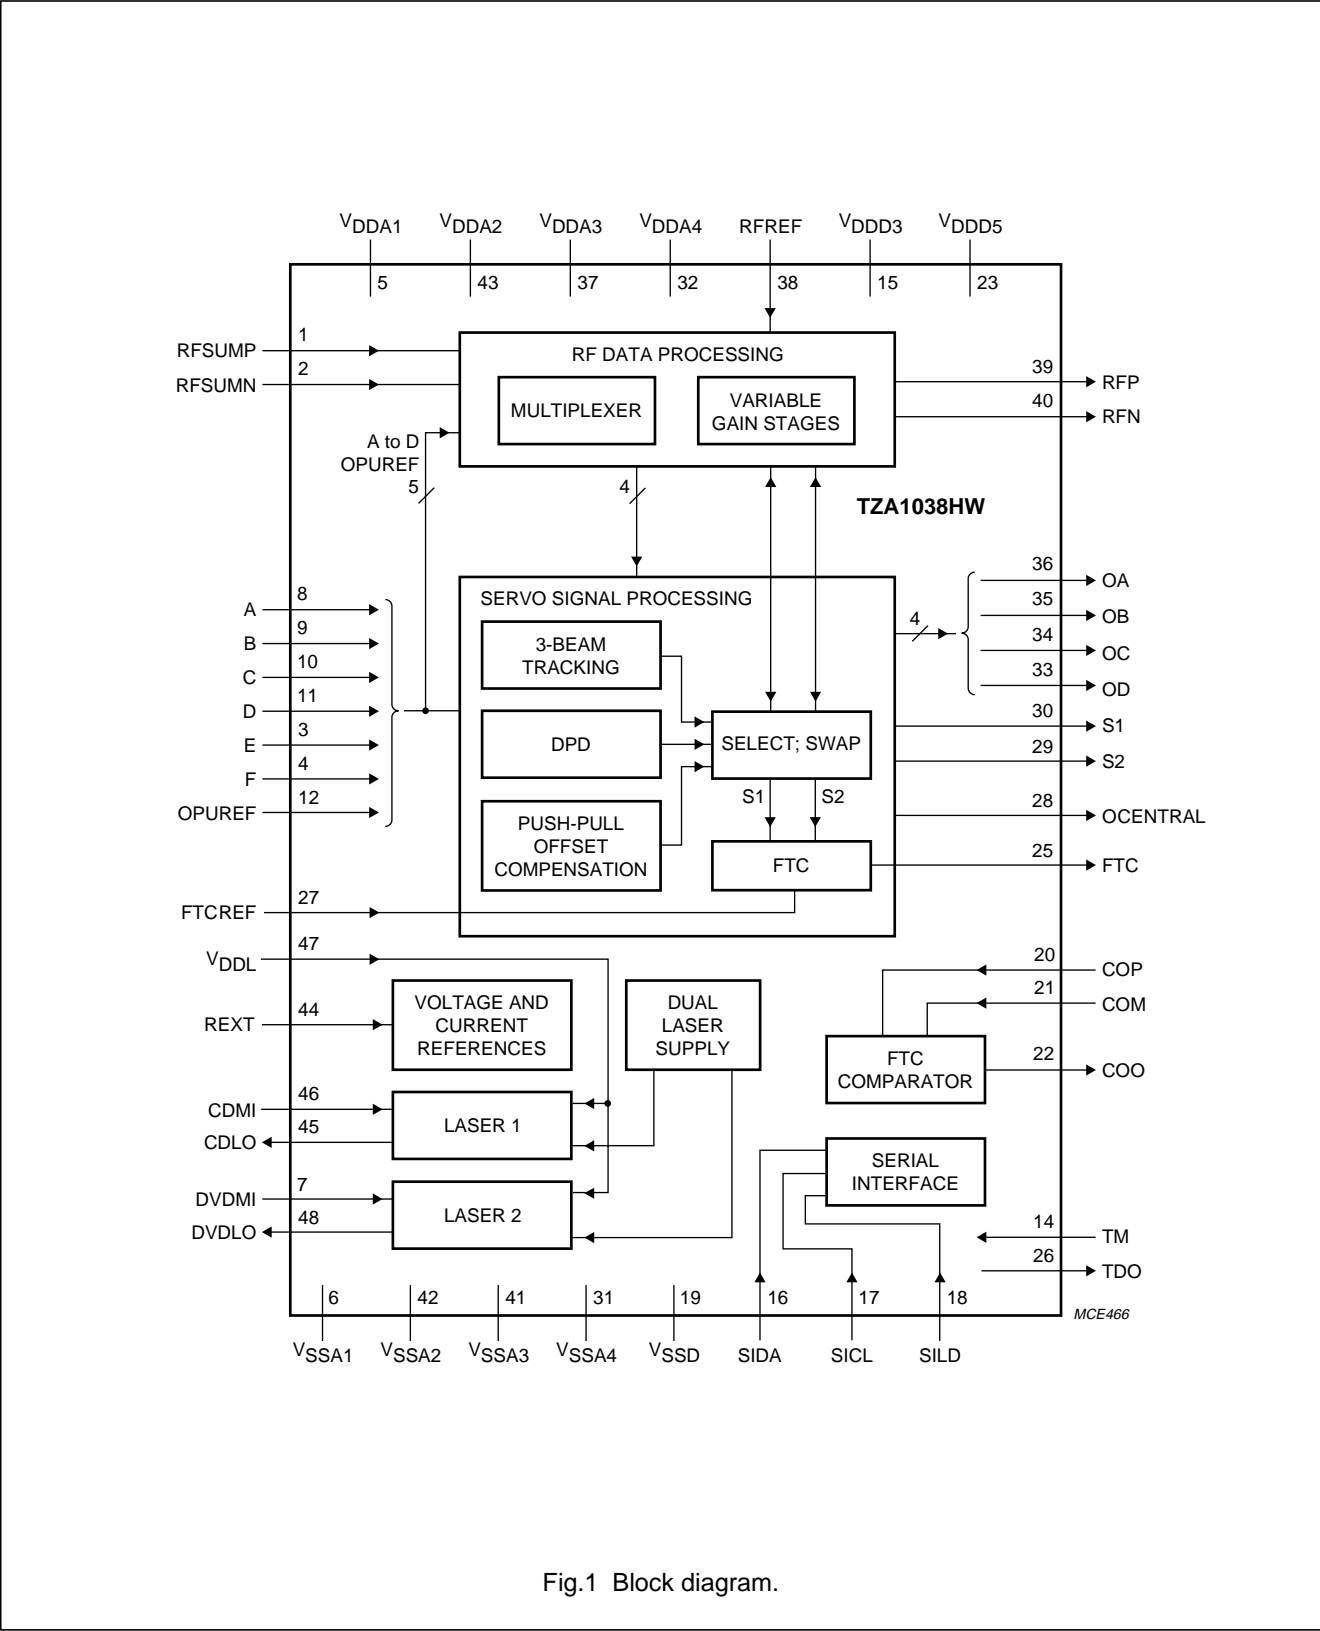 VDDA1 VDDA2 VDDA3 VDDA4 RFREF VDDD3 VDDD5
5 43 37 32 38 15 23
RFSUMP 1
RFSUMN 2
RF DATA PROCESSING
MULTIPLEXER
VARIABLE
GAIN STAGES
39 RFP
40 RFN
A to D
OPUREF
5
4
TZA1038HW
A 8
B 9
C 10
D 11
E 3
F 4
OPUREF 12
SERVO SIGNAL PROCESSING
3-BEAM
TRACKING
DPD
PUSH-PULL
OFFSET
COMPENSATION
SELECT; SWAP
S1 S2
FTC
4
36 OA
35 OB
34 OC
33 OD
30 S1
29 S2
28 OCENTRAL
25 FTC
FTCREF 27
VDDL 47
REXT 44
VOLTAGE AND
CURRENT
REFERENCES
DUAL
LASER
SUPPLY
20 COP
21 COM
FTC
COMPARATOR
22 COO
CDMI 46
CDLO 45
LASER 1
DVDMI 7
DVDLO 48
LASER 2
SERIAL
INTERFACE
14 TM
26 TDO
6 42 41 31 19 16 17 18
VSSA1 VSSA2 VSSA3 VSSA4 VSSD SIDA SICL SILD
MCE466
Fig.1 Block diagram.